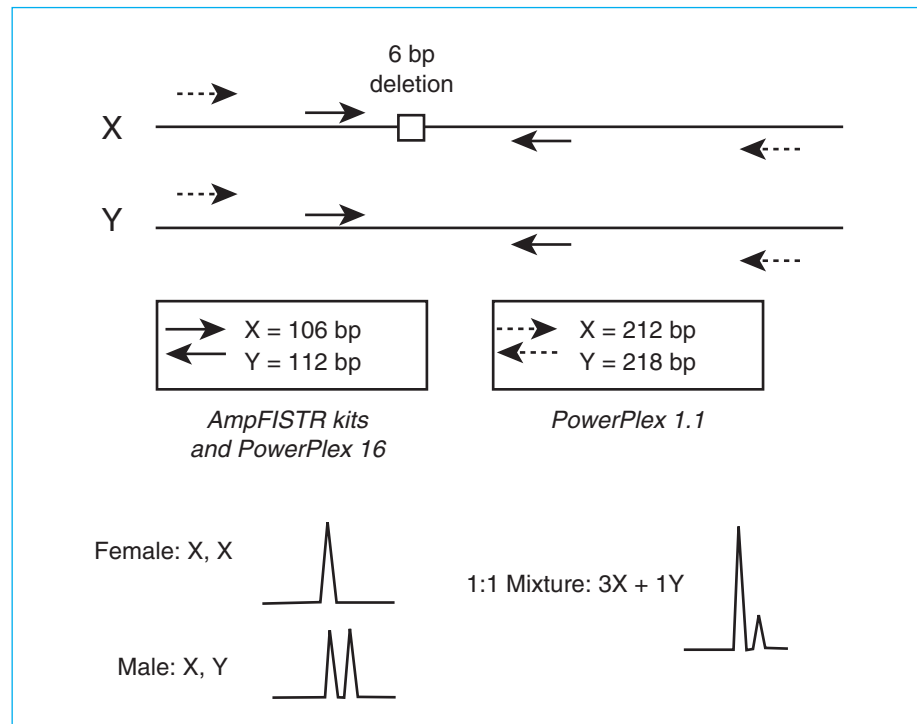 6 bp
deletion
X
Y
X = 106 bp
Y = 112 bp
X = 212 bp
Y = 218 bp
AmpFISTR kits
and PowerPlex 16
PowerPlex 1.1
Female: X, X
1:1 Mixture: 3X + 1Y
Male: X, Y